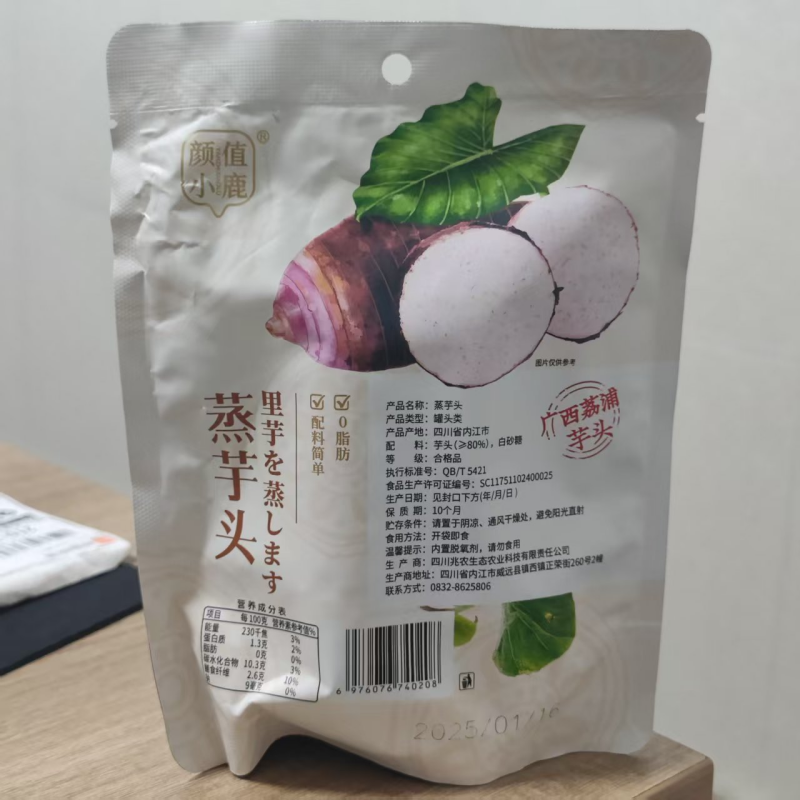 颜值
小鹿
®
图片仅供参考
里芋を蒸します
蒸芋头
0脂肪
配料简单
广西荔浦
芋头
产品名称：蒸芋头
产品类型：罐头类
产品产地：四川省内江市
配 料：芋头(≥80%)，白砂糖
等 级：合格品
执行标准号：QB/T 5421
食品生产许可证编号：SC11751102400025
生产日期：见封口下方(年/月/日)
保 质 期：10个月
贮存条件：请置于阴凉、通风干燥处，避免阳光直射
食用方法：开袋即食
温馨提示：内置脱氧剂，请勿食用
生 产 商：四川兆农生态农业科技有限责任公司
生产商地址：四川省内江市威远县镇西镇正荣街260号2幢
联系方式：0832-8625806
营养成分表
项目 每100克 营养素参考值%
能量 230千焦 3%
蛋白质 1.3克 2%
脂肪 0克 0%
碳水化合物 10.3克 3%
膳食纤维 2.6克 10%
9毫克 0%
6 976076 740208
2025/01/16